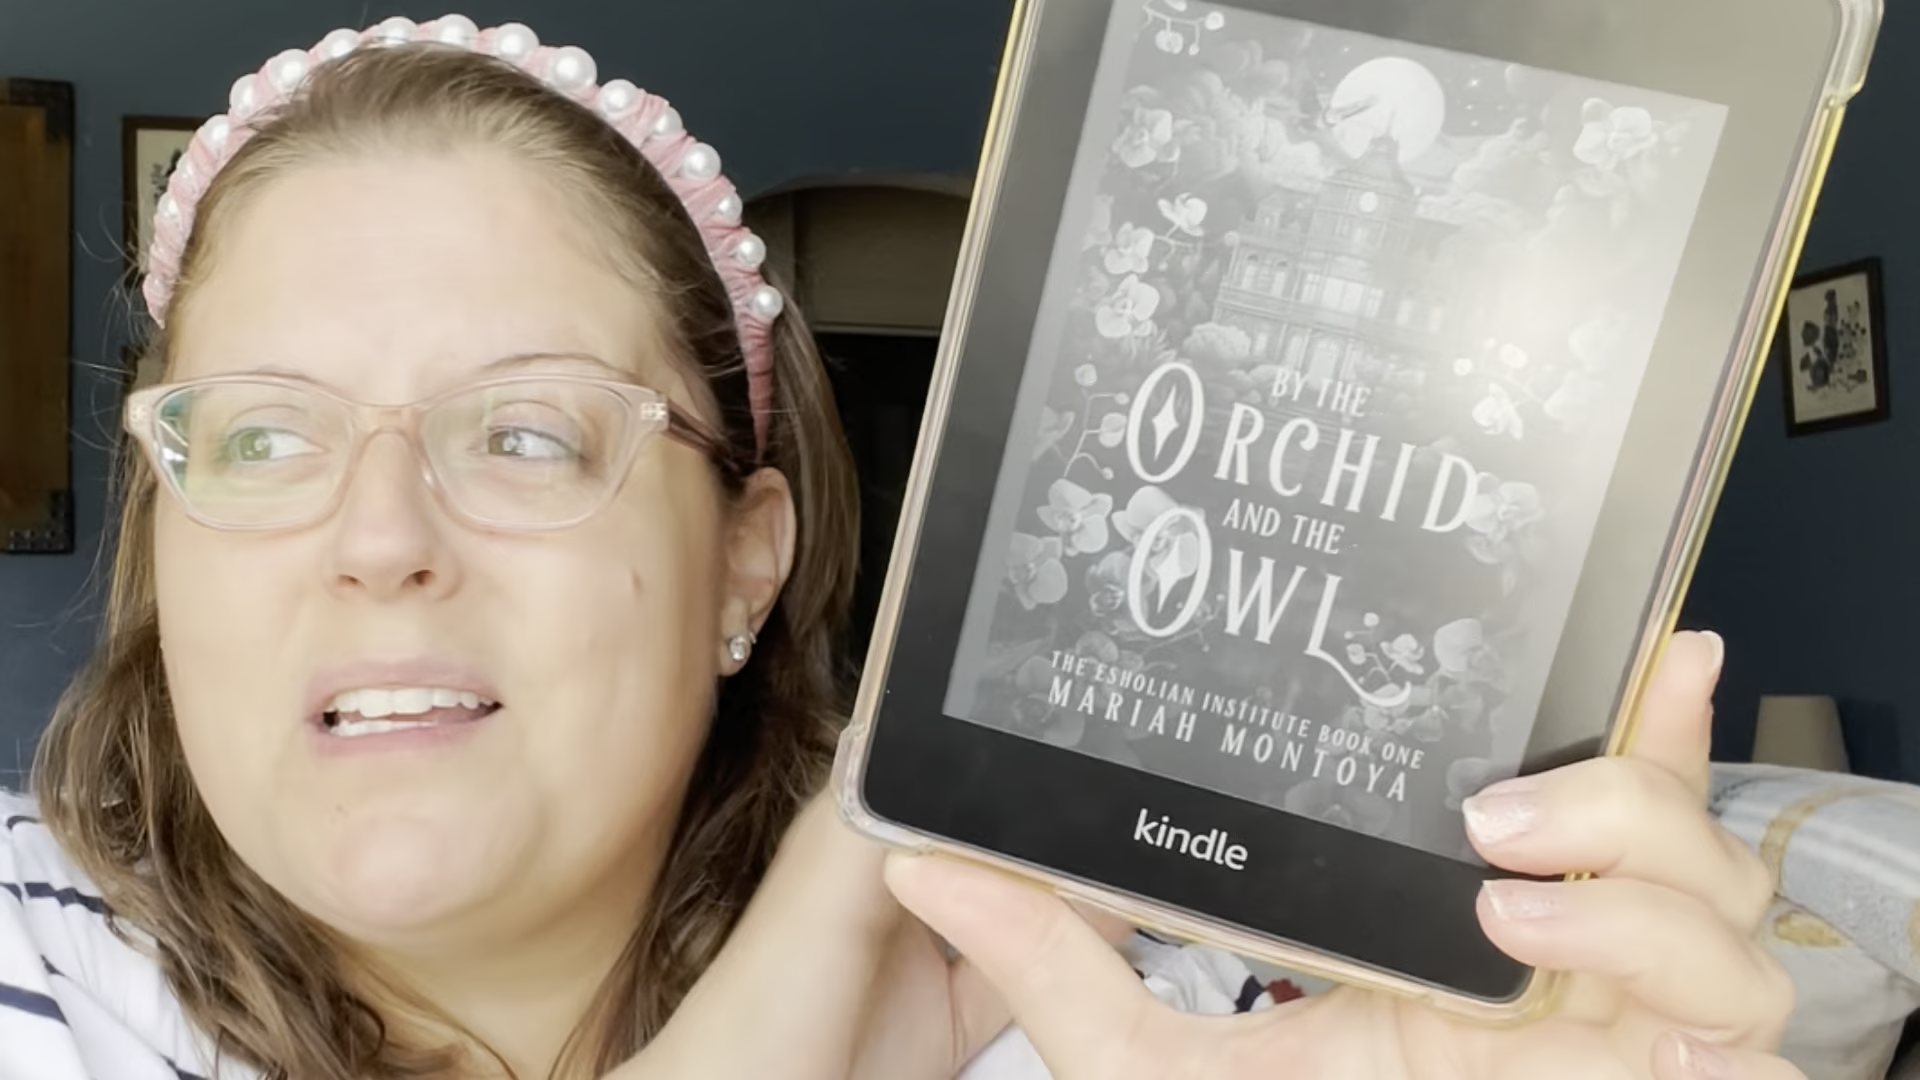 BY THE
ORCHID
AND THE
OWL
THE ESHOLIAN INSTITUTE BOOK ONE
MARIAH MONTOYA
kindle